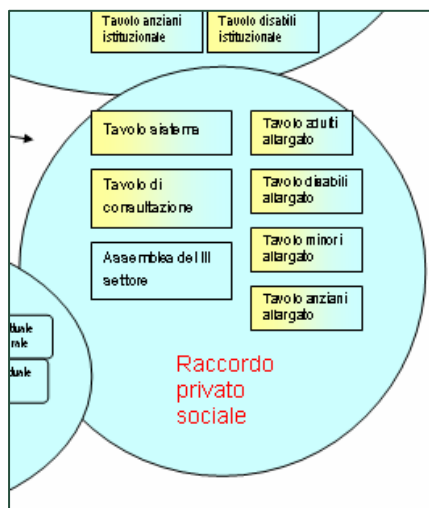 Tavolo anziani
istituzionale
Tavolo disabili
istituzionale
Tavolo sistema
Tavolo di
consultazione
Assemblea del III
settore
Tavolo adulti
allargato
Tavolo disabili
allargato
Tavolo minori
allargato
Tavolo anziani
allargato
Raccordo
privato
sociale